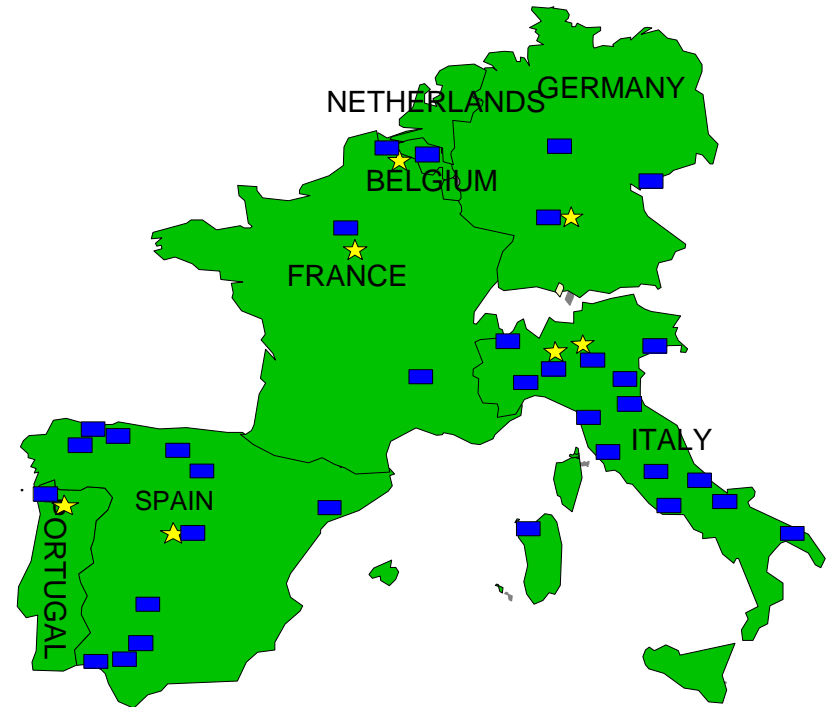 GERMANY
NETHERLANDS
BELGIUM
FRANCE
ITALY
SPAIN
PORTUGAL